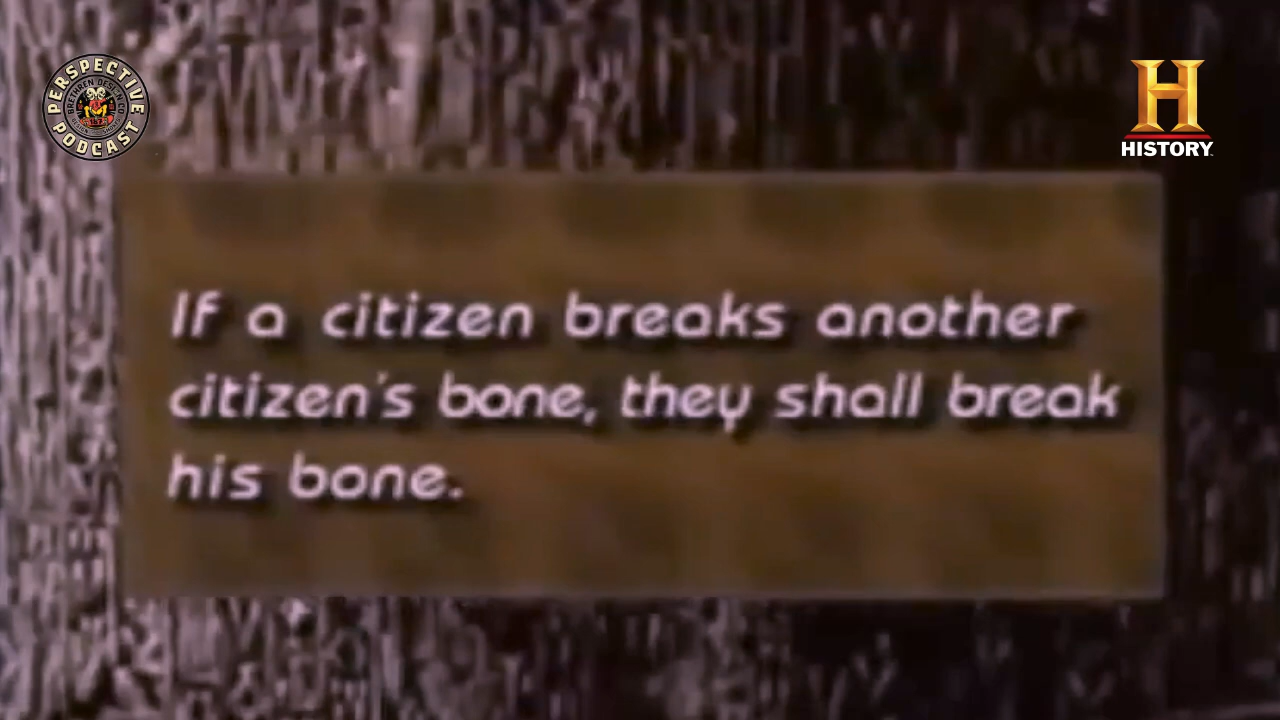 PERSPECTIVE
PODCAST
H
HISTORY
If a citizen breaks another
citizen's bone, they shall break
his bone.